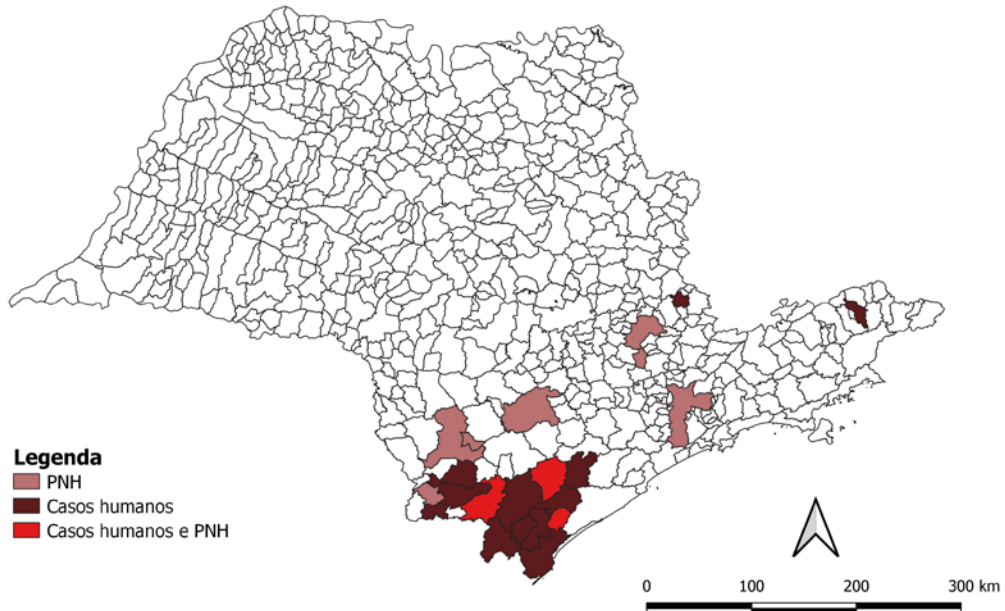 Legenda
PNH
Casos humanos
Casos humanos e PNH
0 100 200 300 km